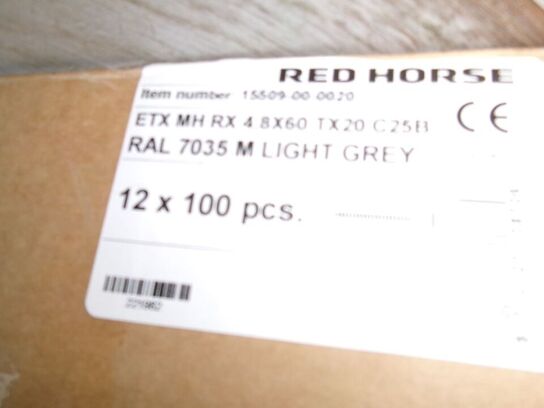 RED HORSE
Item number 15509-00-0020
ETX MH RX 4.8X60 TX20 C25B
CE
RAL 7035 M LIGHT GREY
12 x 100 pcs.